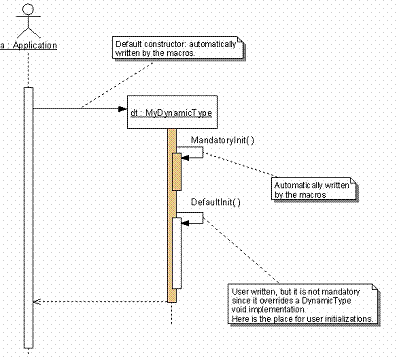 a : Application
Default constructor: automatically
written by the macros.
dt : MyDynamicType
MandatoryInit( )
Automatically written
by the macros
DefaultInit( )
User written, but it is not mandatory
since it overrides a DynamicType
void implementation.
Here is the place for user initializations.